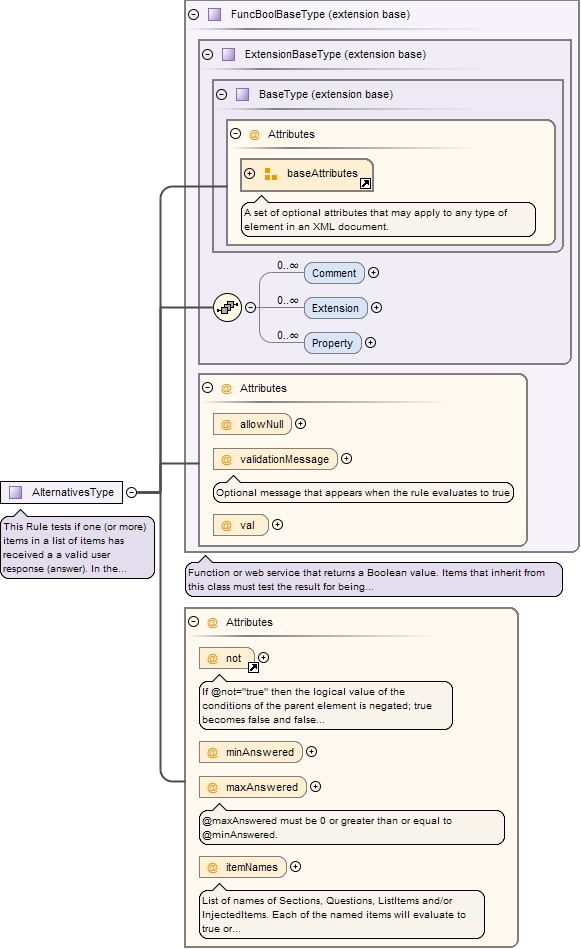 FuncBoolBaseType (extension base)
ExtensionBaseType (extension base)
BaseType (extension base)
@ Attributes
baseAttributes
A set of optional attributes that may apply to any type of
element in an XML document.
0..∞
Comment
0..∞
Extension
0..∞
Property
@ Attributes
@ allowNull
@ validationMessage
Optional message that appears when the rule evaluates to true
@ val
AlternativesType
This Rule tests if one (or more)
items in a list of items has
received a a valid user
response (answer). In the...
Function or web service that returns a Boolean value. Items that inherit from
this class must test the result for being...
@ Attributes
@ not
If @not="true" then the logical value of the
conditions of the parent element is negated; true
becomes false and false...
@ minAnswered
@ maxAnswered
@maxAnswered must be 0 or greater than or equal to
@minAnswered.
@ itemNames
List of names of Sections, Questions, ListItems and/or
InjectedItems. Each of the named items will evaluate to
true or...